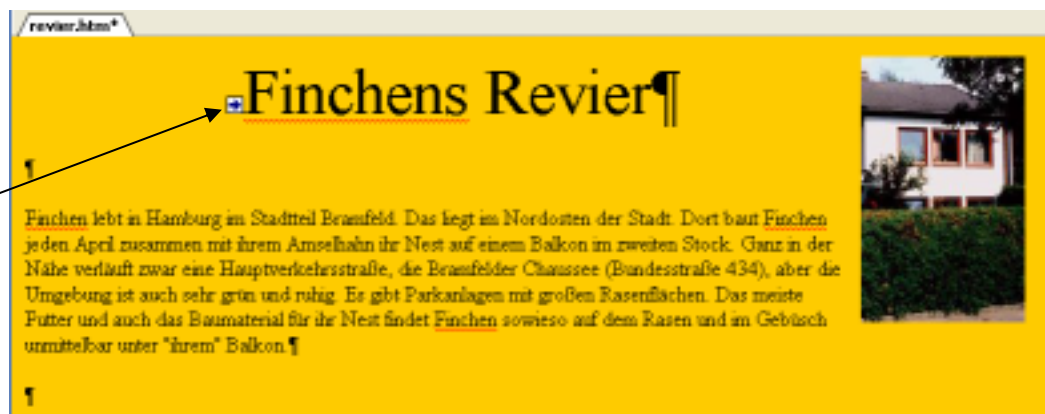 revier.htm*
Finchens Revier¶
¶
Finchen lebt in Hamburg im Stadtteil Bramfeld. Das liegt im Nordosten der Stadt. Dort baut Finchen
jeden April zusammen mit ihrem Amselhahn ihr Nest auf einem Balkon im zweiten Stock. Ganz in der
Nähe verläuft zwar eine Hauptverkehrsstraße, die Bramfelder Chaussee (Bundesstraße 434), aber die
Umgebung ist auch sehr grün und ruhig. Es gibt Parkanlagen mit großen Rasenflächen. Das meiste
Futter und auch das Baumaterial für ihr Nest findet Finchen sowieso auf dem Rasen und im Gebüsch
unmittelbar unter "ihrem" Balkon.¶
¶